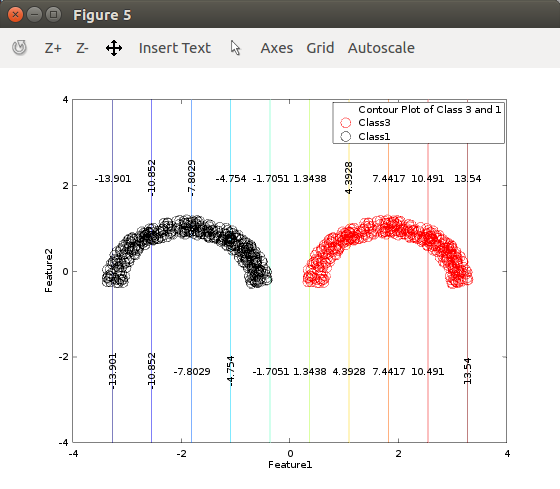 Figure 5
Z+ Z- Insert Text Axes Grid Autoscale
4
Contour Plot of Class 3 and 1
Class3
Class1
-13.901 -10.852 -7.8029 -4.754 -1.7051 1.3438 4.3928 7.4417 10.491 13.54
2
Feature2
0
-2
-13.901 -10.852 -7.8029 -4.754 -1.7051 1.3438 4.3928 7.4417 10.491 13.54
-4
-4 -2 0 2 4
Feature1